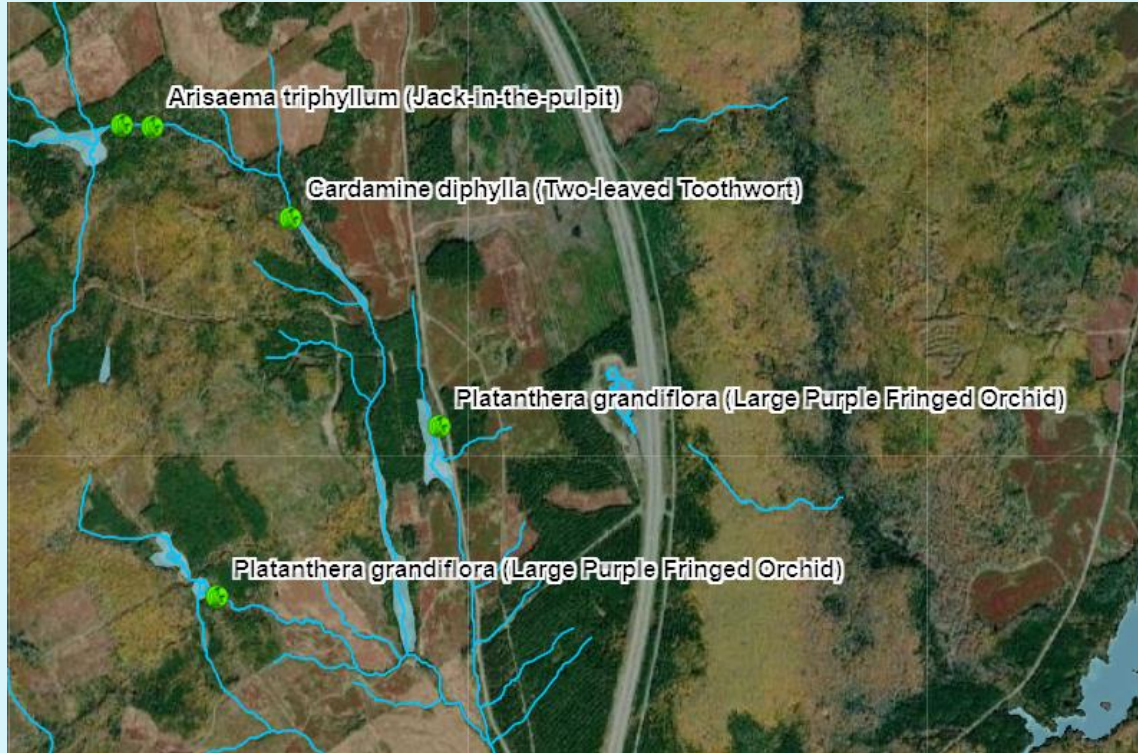 Arisaema triphyllum (Jack-in-the-pulpit)
Cardamine diphylla (Two-leaved Toothwort)
Platanthera grandiflora (Large Purple Fringed Orchid)
Platanthera grandiflora (Large Purple Fringed Orchid)